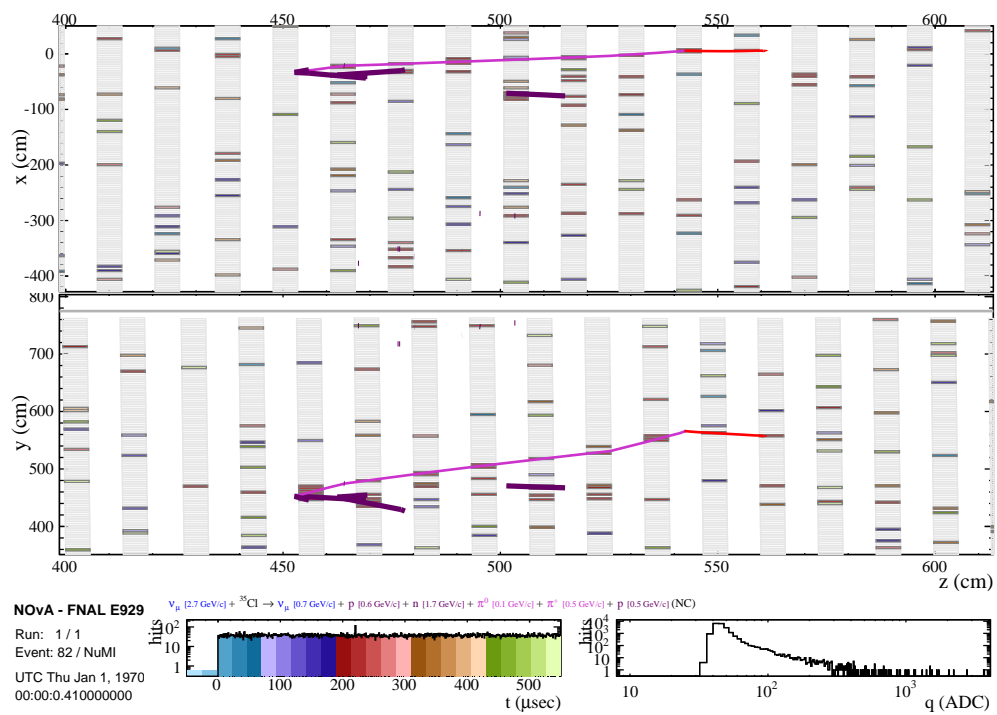 400 450 500 550 600
0
-100
-200
-300
-400
x (cm)
800
700
600
500
400
y (cm)
400 450 500 550 600
z (cm)
ν_μ [2.7 GeV/c] + ³⁵Cl → ν_μ [0.7 GeV/c] + p [0.6 GeV/c] + n [1.7 GeV/c] + π⁰ [0.1 GeV/c] + π⁺ [0.5 GeV/c] + p [0.5 GeV/c] (NC)
NOvA - FNAL E929
Run: 1 / 1
Event: 82 / NuMI
UTC Thu Jan 1, 1970
00:00:0.410000000
hits
10²
10
1
0 100 200 300 400 500
t (μsec)
hits
10⁴
10³
10²
10
1
10 10² 10³
q (ADC)